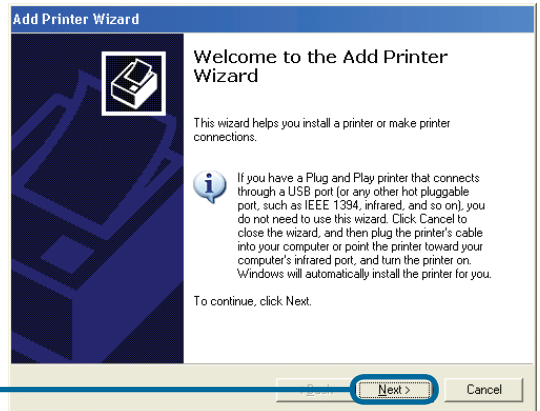 Add Printer Wizard
Welcome to the Add Printer
Wizard
This wizard helps you install a printer or make printer
connections.
If you have a Plug and Play printer that connects
through a USB port (or any other hot pluggable
port, such as IEEE 1394, infrared, and so on), you
do not need to use this wizard. Click Cancel to
close the wizard, and then plug the printer's cable
into your computer or point the printer toward your
computer's infrared port, and turn the printer on.
Windows will automatically install the printer for you.
To continue, click Next.
Next >
Cancel